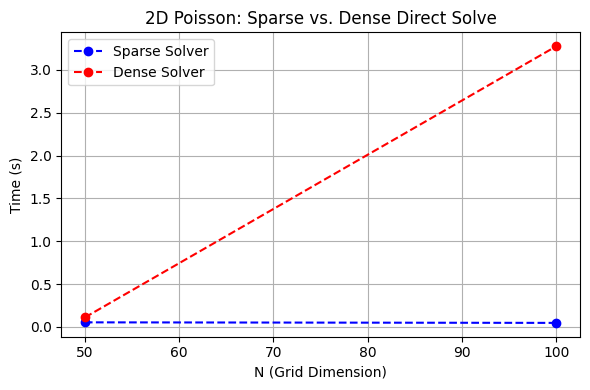 2D Poisson: Sparse vs. Dense Direct Solve
Sparse Solver
Dense Solver
Time (s)
3.0
2.5
2.0
1.5
1.0
0.5
0.0
50 60 70 80 90 100
N (Grid Dimension)